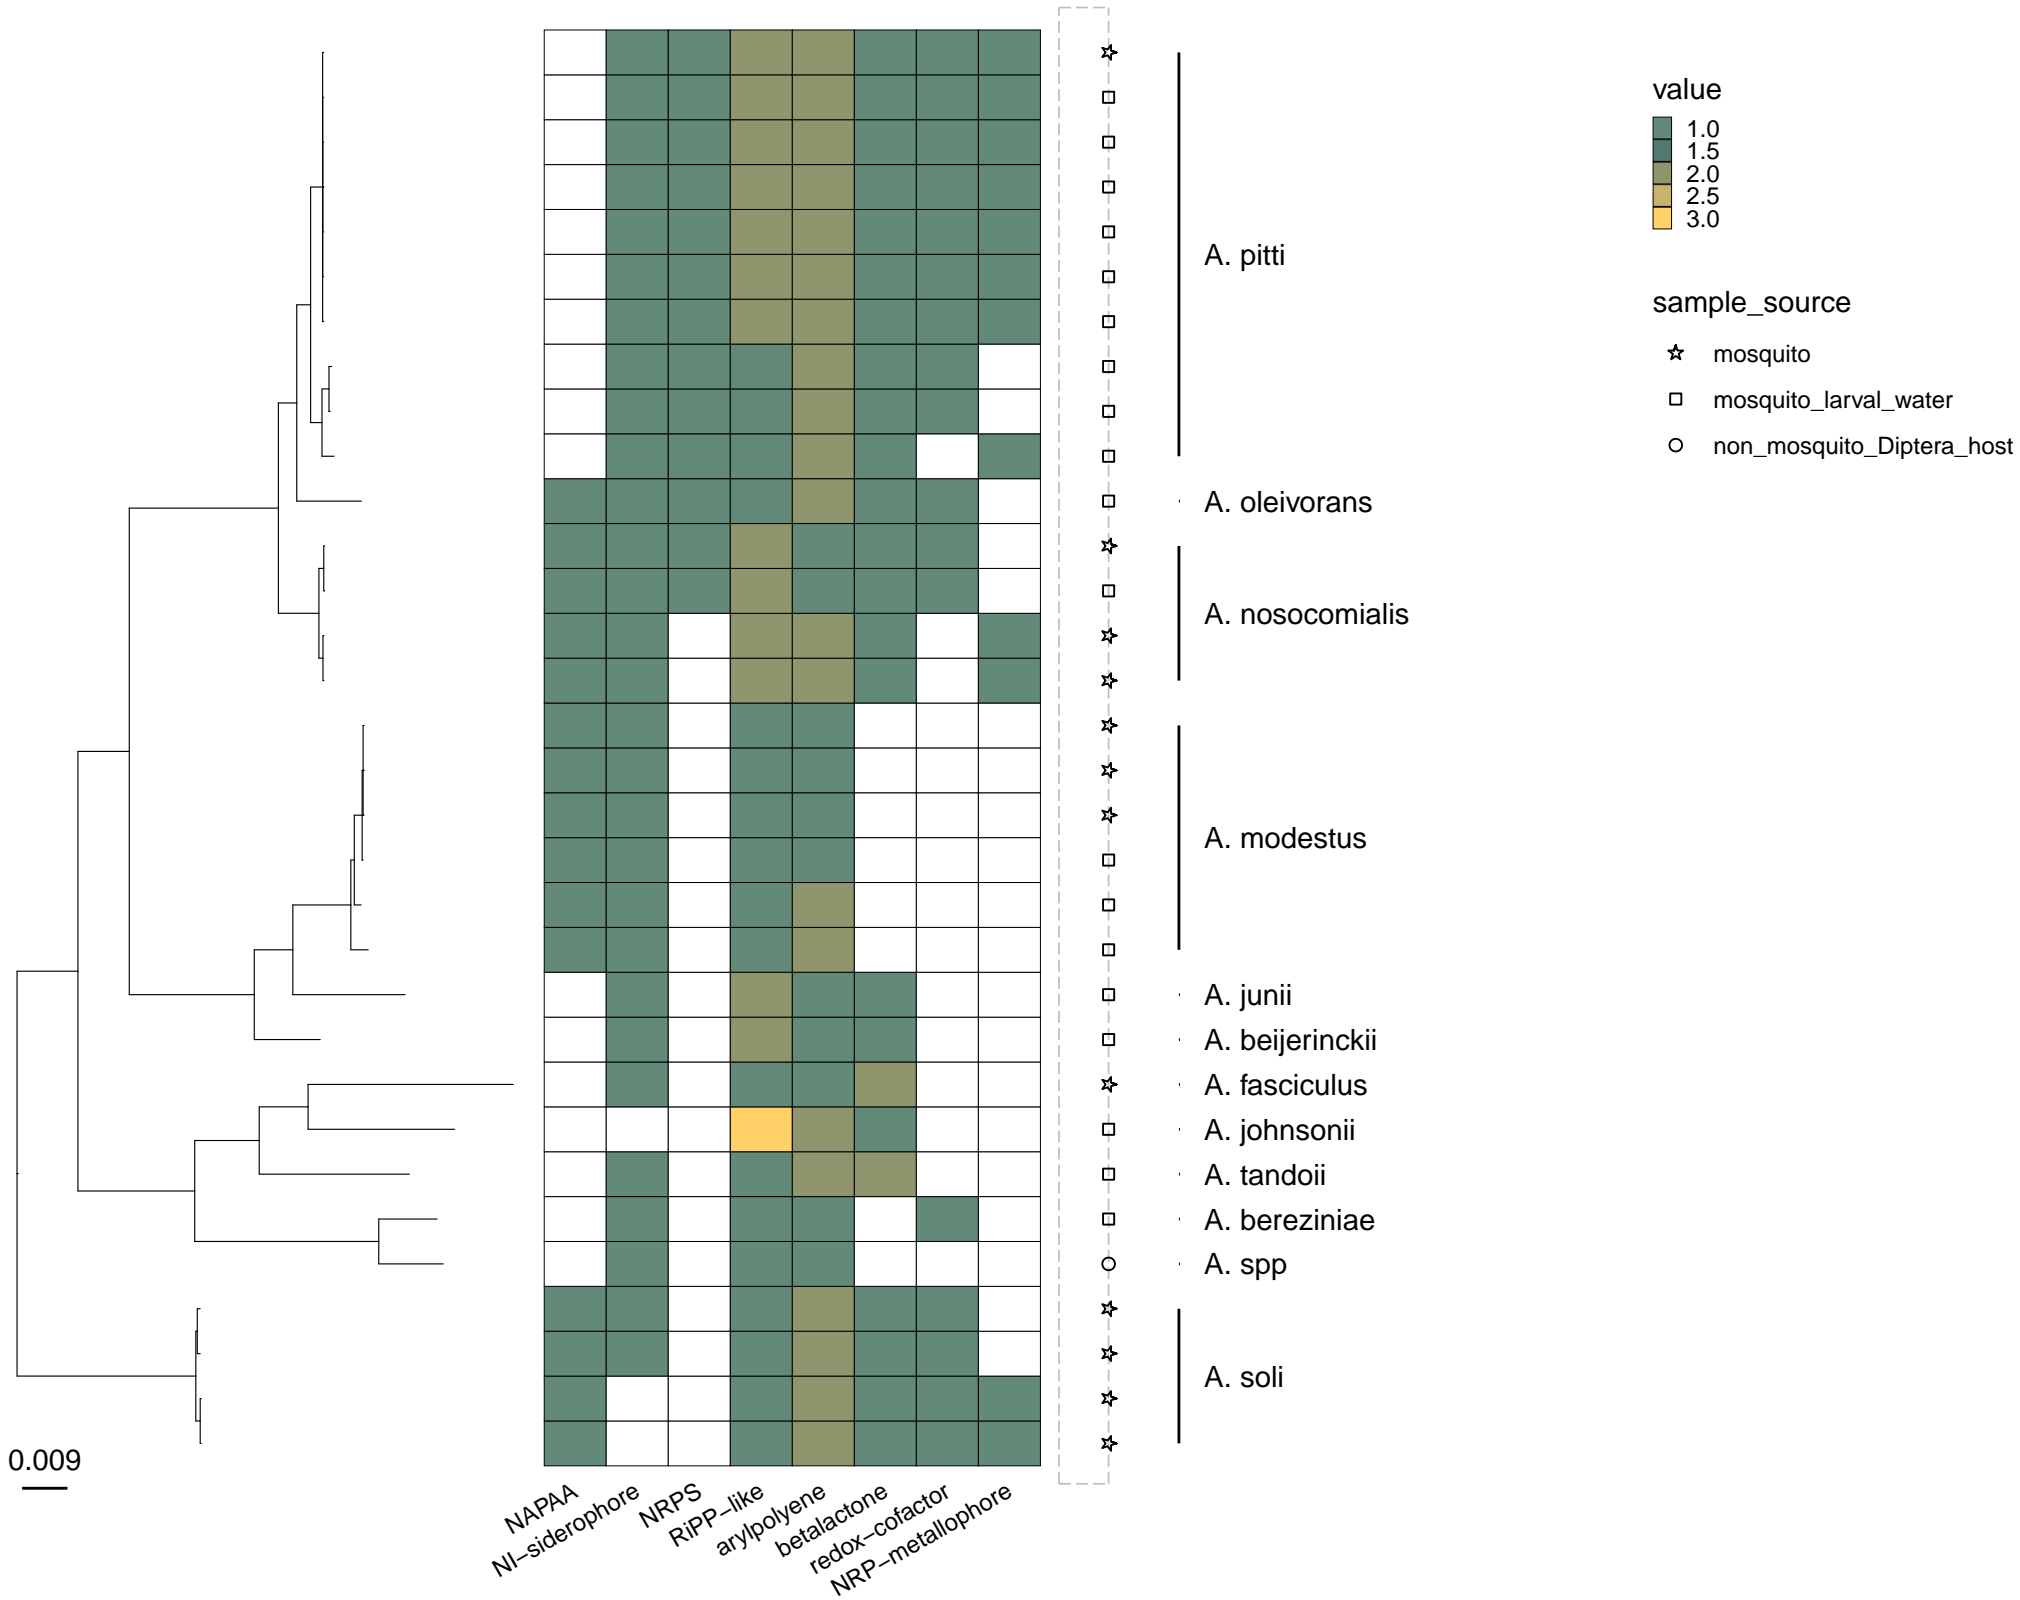 value
1.0
1.5
2.0
2.5
3.0
sample_source
mosquito
mosquito_larval_water
non_mosquito_Diptera_host
A. pitti
A. oleivorans
A. nosocomialis
A. modestus
A. junii
A. beijerinckii
A. fasciculus
A. johnsonii
A. tandoii
A. bereziniae
A. spp
A. soli
0.009
NAPAA
NI−siderophore
NRPS
RiPP−like
arylpolyene
betalactone
redox−cofactor
NRP−metallophore